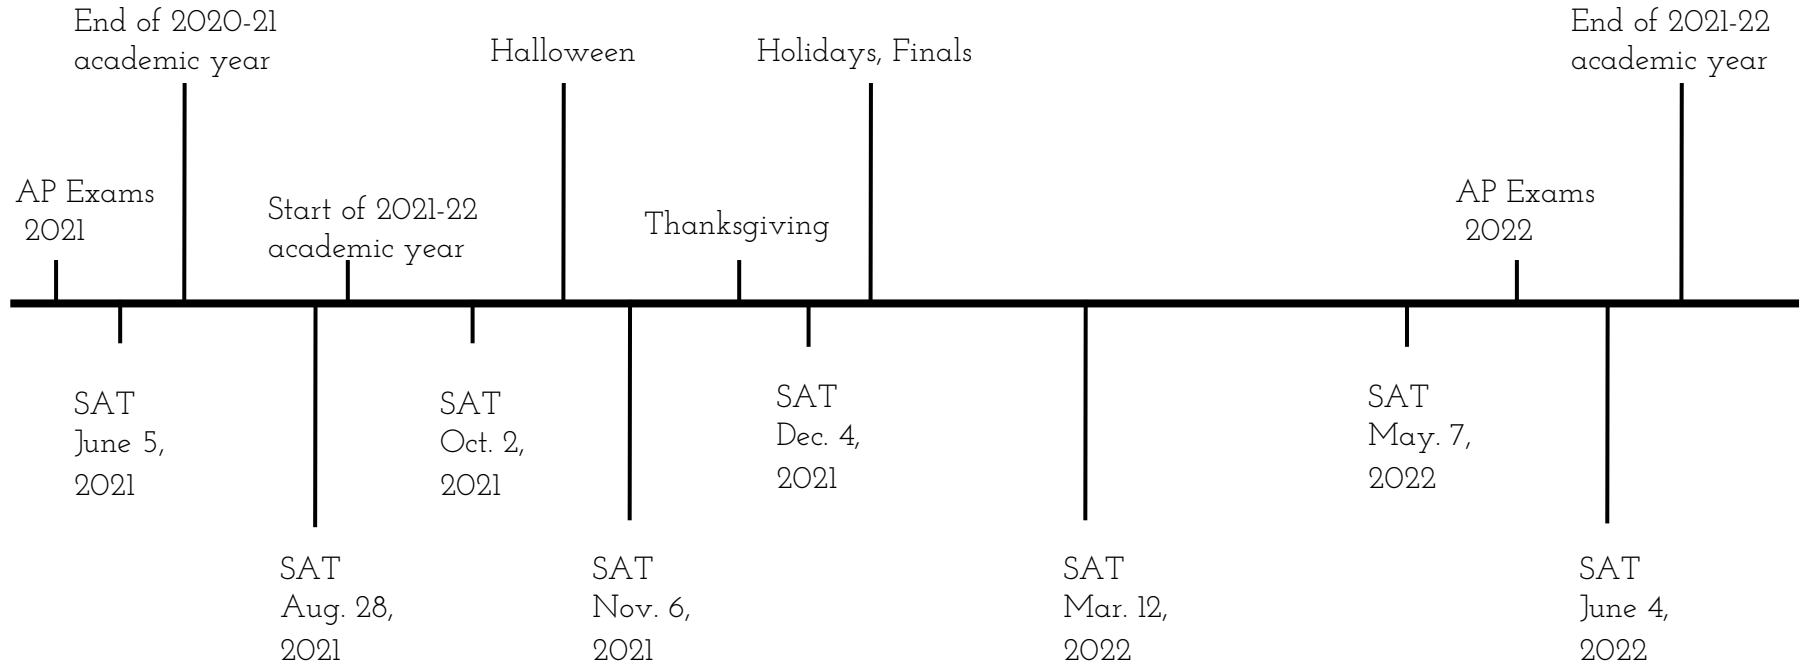 End of 2020-21
academic year
Halloween
Holidays, Finals
End of 2021-22
academic year
AP Exams
2021
Start of 2021-22
academic year
Thanksgiving
AP Exams
2022
SAT
June 5,
2021
SAT
Oct. 2,
2021
SAT
Dec. 4,
2021
SAT
May. 7,
2022
SAT
Aug. 28,
2021
SAT
Nov. 6,
2021
SAT
Mar. 12,
2022
SAT
June 4,
2022